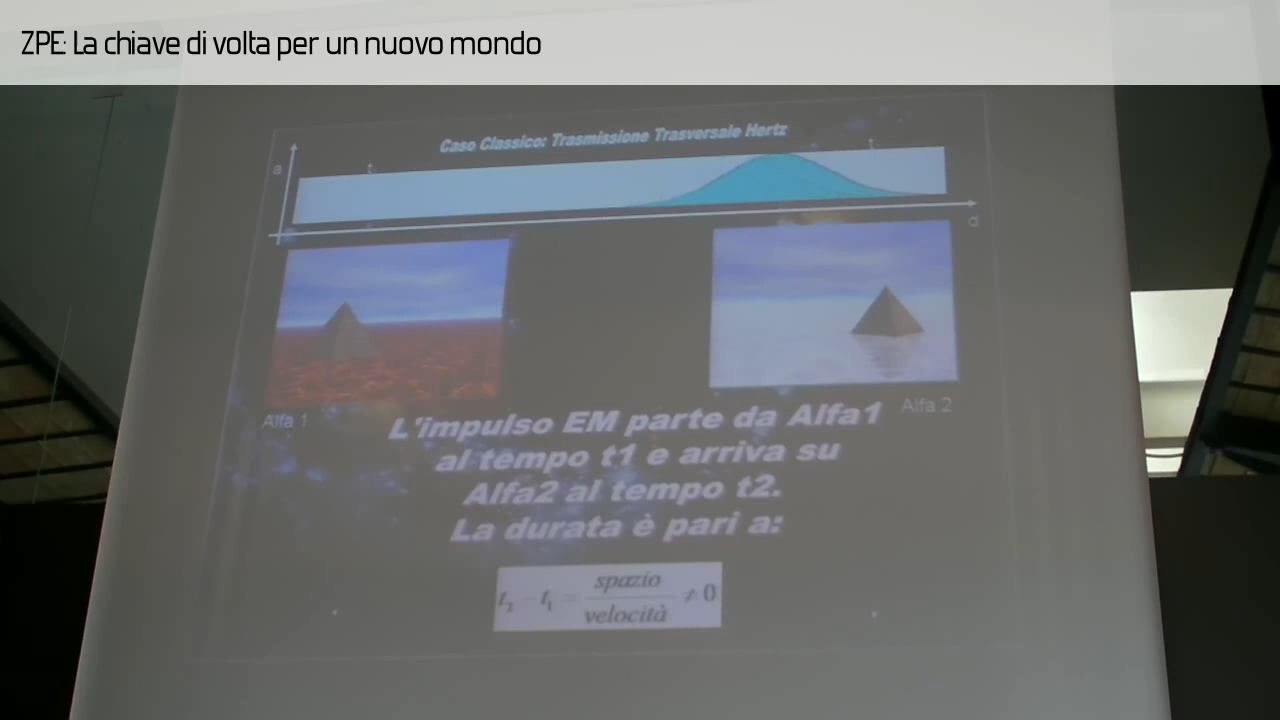 ZPE: La chiave di volta per un nuovo mondo
Caso Classico: Trasmissione Trasversale Hertz
a
t
t
d
Alfa 1
Alfa 2
L'impulso EM parte da Alfa1
al tempo t1 e arriva su
Alfa2 al tempo t2.
La durata è pari a:
t₂ - t₁ = spazio / velocità ≠ 0